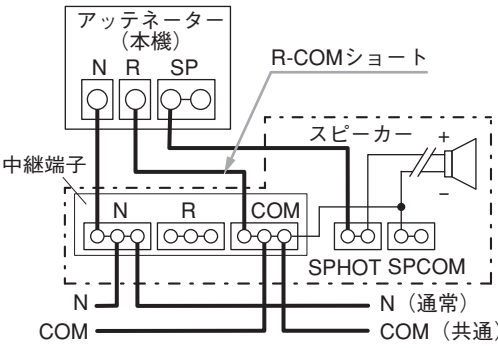 アッテネーター
（本機）
N R SP
R-COMショート
スピーカー
+
中継端子
−
N R COM
SPHOT SPCOM
N N（通常）
COM COM（共通）